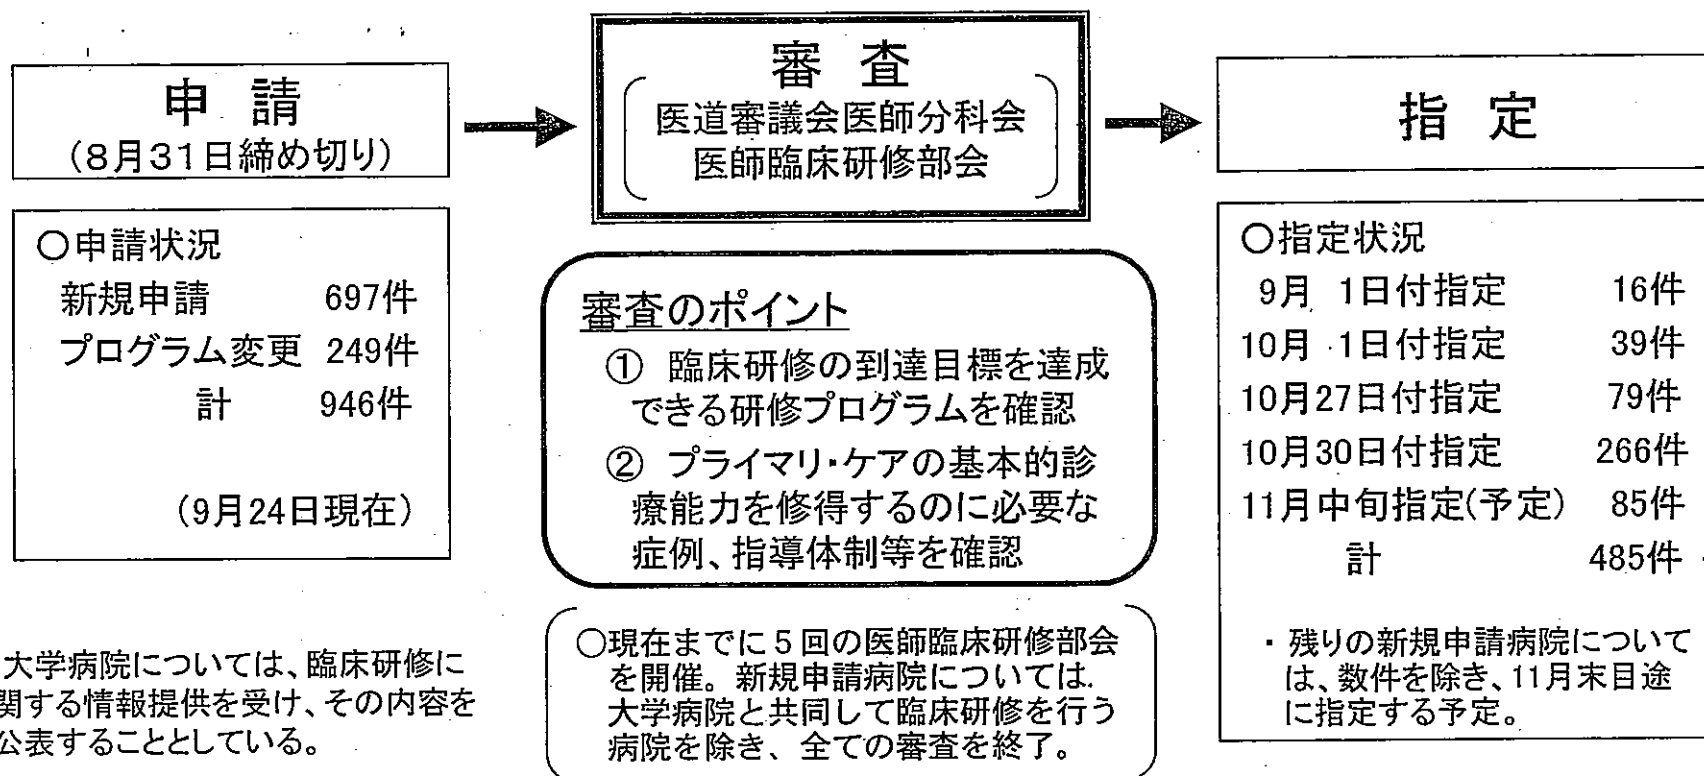 申 請
(8月31日締め切り)
○申請状況
新規申請 697件
プログラム変更 249件
計 946件
(9月24日現在)
大学病院については、臨床研修に
関する情報提供を受け、その内容を
公表することとしている。
審 査
医道審議会医師分科会
医師臨床研修部会
審査のポイント
① 臨床研修の到達目標を達成
できる研修プログラムを確認
② プライマリ・ケアの基本的診
療能力を修得するのに必要な
症例、指導体制等を確認
○現在までに5回の医師臨床研修部会
を開催。新規申請病院については、
大学病院と共同して臨床研修を行う
病院を除き、全ての審査を終了。
指 定
○指定状況
9月 1日付指定 16件
10月 1日付指定 39件
10月27日付指定 79件
10月30日付指定 266件
11月中旬指定(予定) 85件
計 485件
・ 残りの新規申請病院について
は、数件を除き、11月末目途
に指定する予定。